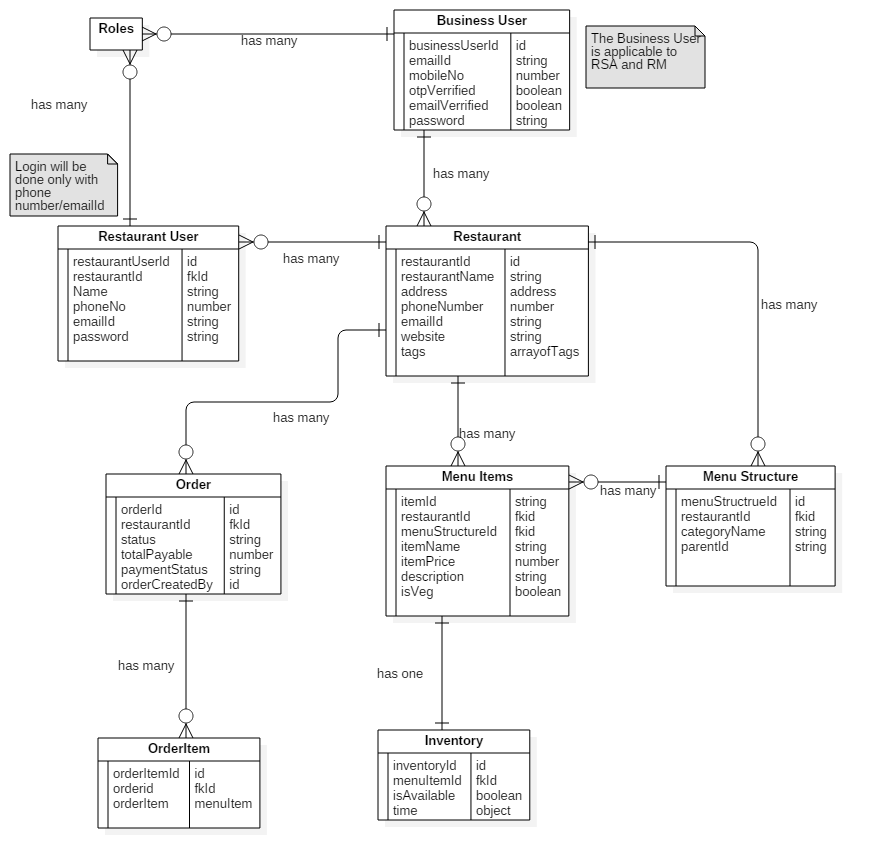 Roles
has many
Business User
businessUserId id
emailId string
mobileNo number
otpVerrified boolean
emailVerrified boolean
password string
The Business User
is applicable to
RSA and RM
has many
Login will be
done only with
phone
number/emailId
has many
Restaurant User
restaurantUserId id
restaurantId fkId
Name string
phoneNo number
emailId string
password string
has many
Restaurant
restaurantId id
restaurantName string
address address
phoneNumber number
emailId string
website string
tags arrayofTags
has many
has many
has many
Order
orderId id
restaurantId fkId
status string
totalPayable number
paymentStatus string
orderCreatedBy id
Menu Items
itemId string
restaurantId fkid
menuStructureId fkid
itemName string
itemPrice number
description string
isVeg boolean
has many
Menu Structure
menuStructrueId id
restaurantId fkid
categoryName string
parentId string
has many
has one
OrderItem
orderItemId id
orderid fkId
orderItem menuItem
Inventory
inventoryId id
menuItemId fkId
isAvailable boolean
time object